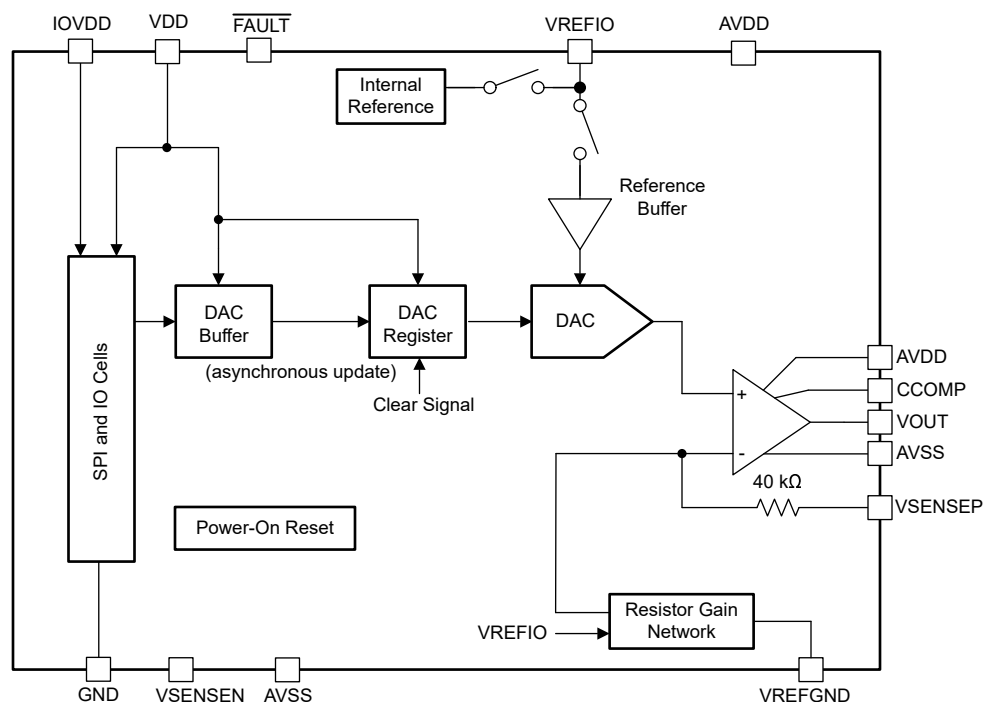 IOVDD
VDD
FAULT
VREFIO
AVDD
Internal
Reference
Reference
Buffer
SPI and IO Cells
DAC
Buffer
DAC
Register
DAC
(asynchronous update)
Clear Signal
+
-
AVDD
CCOMP
VOUT
AVSS
40 kΩ
VSENSEP
Power-On Reset
VREFIO
Resistor Gain
Network
GND
VSENSEN
AVSS
VREFGND